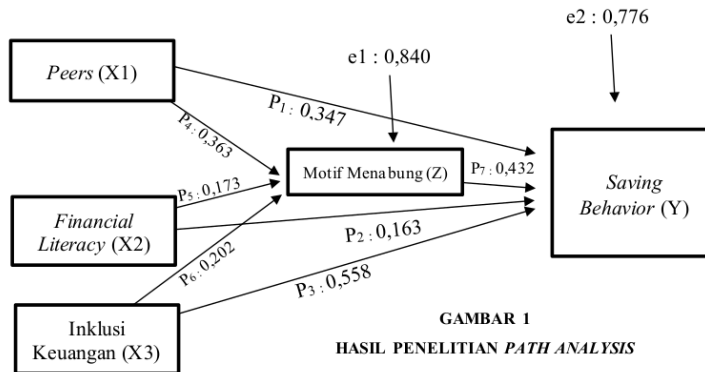 e2 : 0,776
e1 : 0,840
Peers (X1)
P₁ : 0,347
P₄ : 0,363
Motif Menabung (Z)
P₇ : 0,432
P₅ : 0,173
Saving
Behavior (Y)
Financial
Literacy (X2)
P₂ : 0,163
P₆ : 0,202
P₃ : 0,558
Inklusi
Keuangan (X3)
GAMBAR 1
HASIL PENELITIAN PATH ANALYSIS